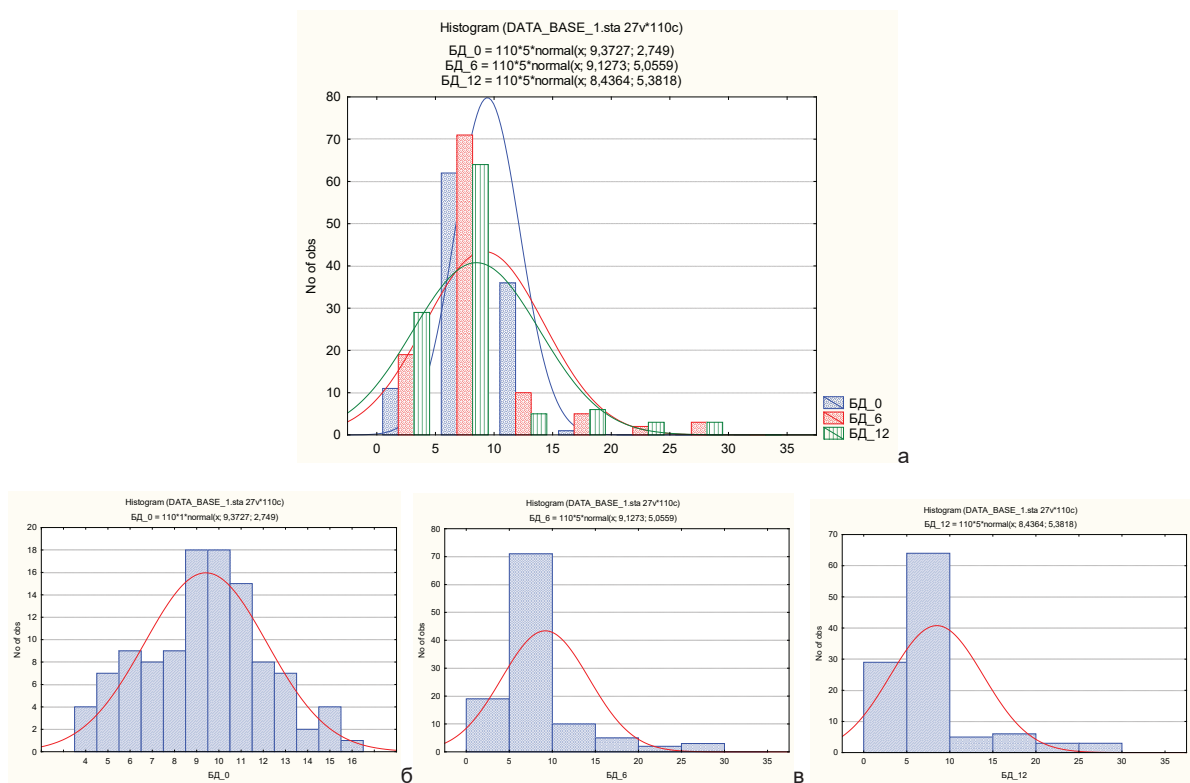 Histogram (DATA_BASE_1.sta 27v*110c)
БД_0 = 110*5*normal(x; 9,3727; 2,749)
БД_6 = 110*5*normal(x; 9,1273; 5,0559)
БД_12 = 110*5*normal(x; 8,4364; 5,3818)
80
70
60
50
40
30
20
10
0
No of obs
0 5 10 15 20 25 30 35
БД_0
БД_6
БД_12
а
Histogram (DATA_BASE_1.sta 27v*110c)
БД_0 = 110*1*normal(x; 9,3727; 2,749)
20
18
16
14
12
10
8
6
4
2
0
No of obs
4 5 6 7 8 9 10 11 12 13 14 15
БД_0
б
Histogram (DATA_BASE_1.sta 27v*110c)
БД_6 = 110*5*normal(x; 9,1273; 5,0559)
80
70
60
50
40
30
20
10
0
No of obs
0 5 10 15 20 25 30 35
БД_6
в
Histogram (DATA_BASE_1.sta 27v*110c)
БД_12 = 110*5*normal(x; 8,4364; 5,3818)
70
60
50
40
30
20
10
0
No of obs
0 5 10 15 20 25 30 35
БД_12